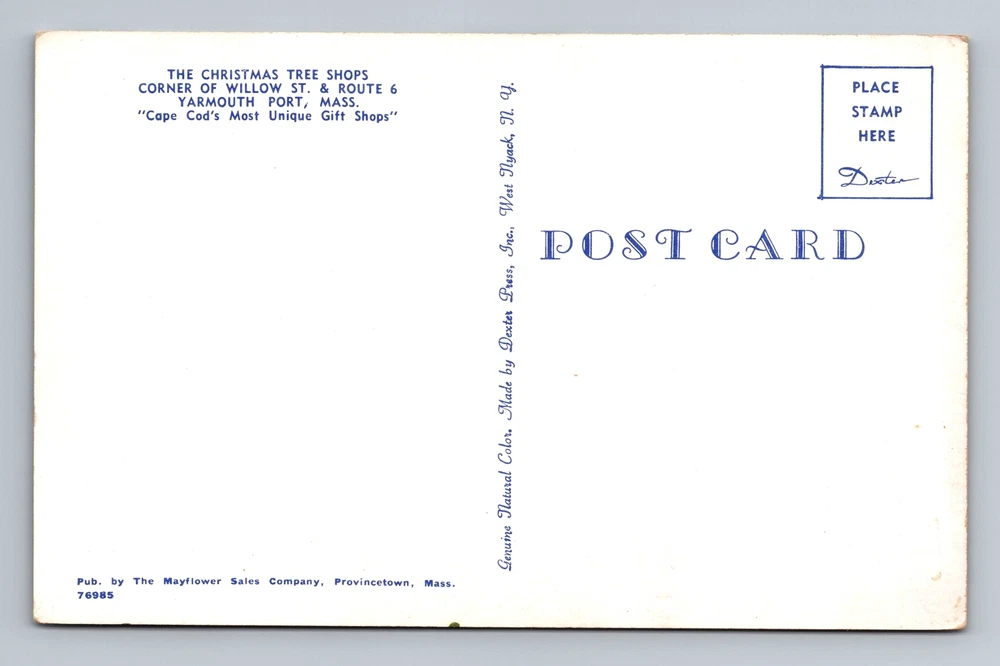 THE CHRISTMAS TREE SHOPS
CORNER OF WILLOW ST. & ROUTE 6
YARMOUTH PORT, MASS.
"Cape Cod's Most Unique Gift Shops"
Pub. by The Mayflower Sales Company, Provincetown, Mass.
76985
Genuine Natural Color. Made by Dexter Press, Inc., West Nyack, N. Y.
PLACE
STAMP
HERE
Dexter
POST CARD